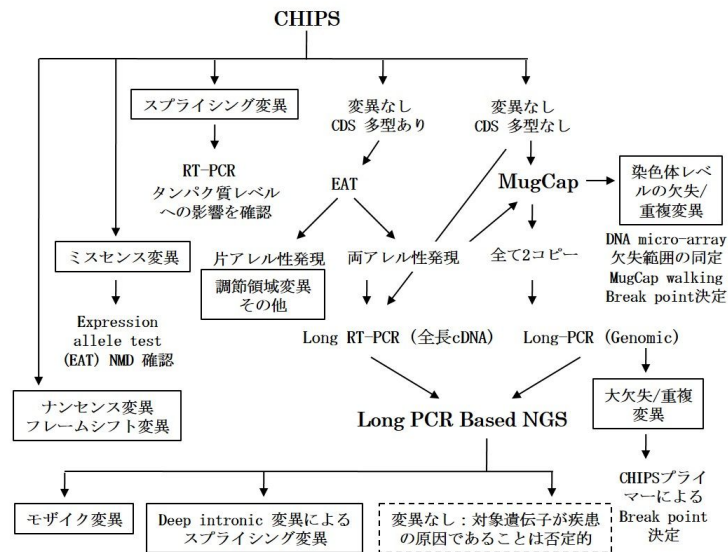 CHIPS
スプライシング変異
変異なし
CDS 多型あり
変異なし
CDS 多型なし
RT-PCR
タンパク質レベル
への影響を確認
EAT
MugCap
染色体レベ
ルの欠失/
重複変異
DNA micro-array
欠失範囲の同定
MugCap walking
Break point決定
ミスセンス変異
片アレル性発現
両アレル性発現
全て2コピー
調節領域変異
その他
Expression
allele test
(EAT) NMD 確認
Long RT-PCR (全長cDNA)
Long-PCR (Genomic)
ナンセンス変異
フレームシフト変異
Long PCR Based NGS
大欠失/重複
変異
CHIPSプライ
マーによる
Break point
決定
モザイク変異
Deep intronic 変異による
スプライシング変異
変異なし：対象遺伝子が疾患
の原因であることは否定的